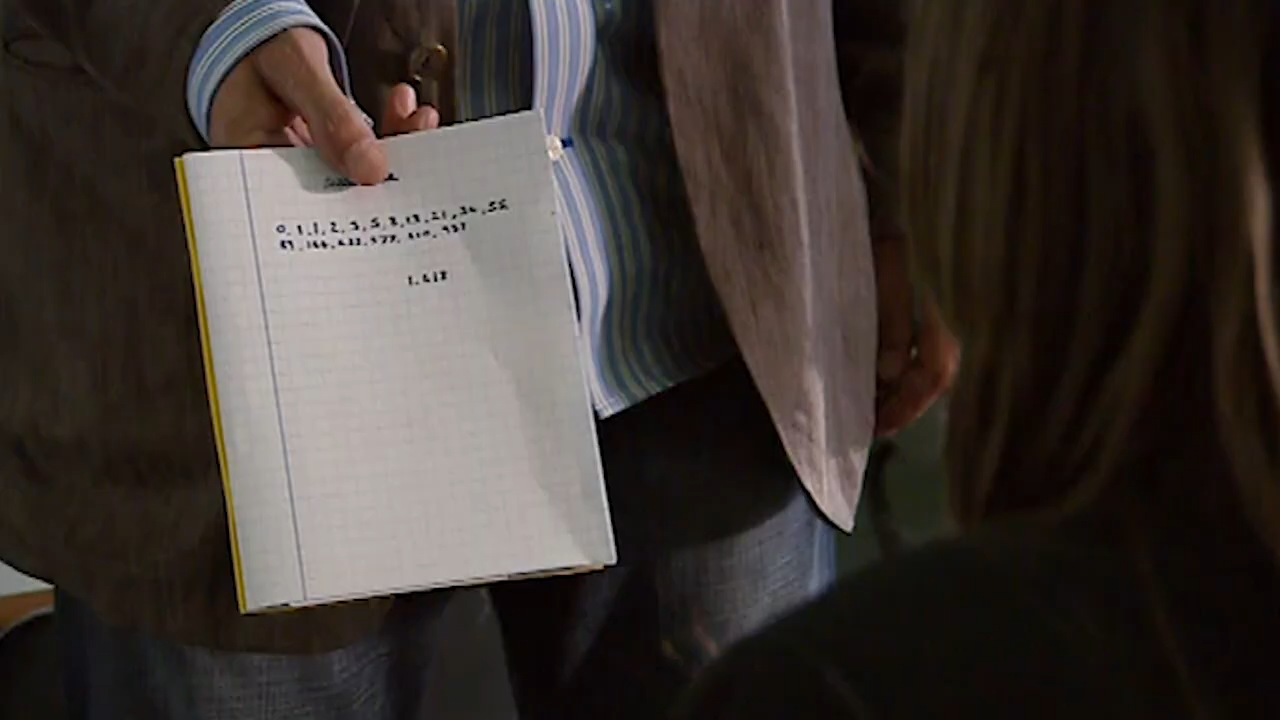 0, 1, 1, 2, 3, 5, 8, 13, 21, 34, 55
89, 144, 233, 377, 610, 987
1.618